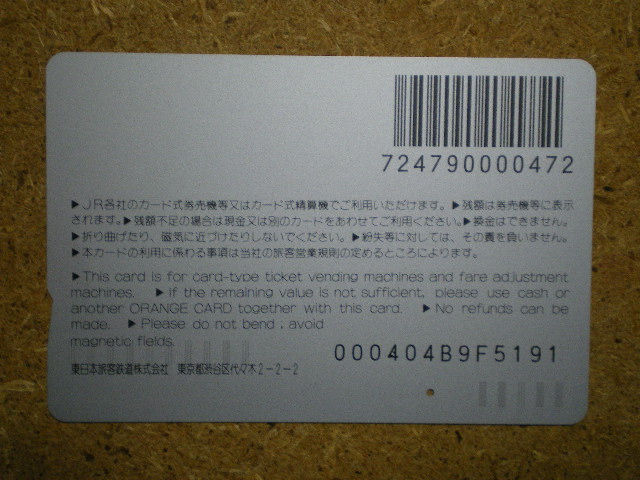 724790000472
▶JR各社のカード式券売機等又はカード式精算機でご利用いただけます。▶残額は券売機等に表示
されます。▶残額不足の場合は現金又は別のカードをあわせてご利用ください。▶換金はできません。
▶折り曲げたり、磁気に近づけたりしないでください。▶紛失等に対しては、その責を負いません。
▶本カードの利用に係わる事項は当社の旅客営業規則の定めるところによります。
▶This card is for card-type ticket vending machines and fare adjustment
machines. ▶If the remaining value is not sufficient, please use cash or
another ORANGE CARD together with this card. ▶No refunds can be
made. ▶Please do not bend ; avoid
magnetic fields.
000404B9F5191
東日本旅客鉄道株式会社 東京都渋谷区代々木2-2-2